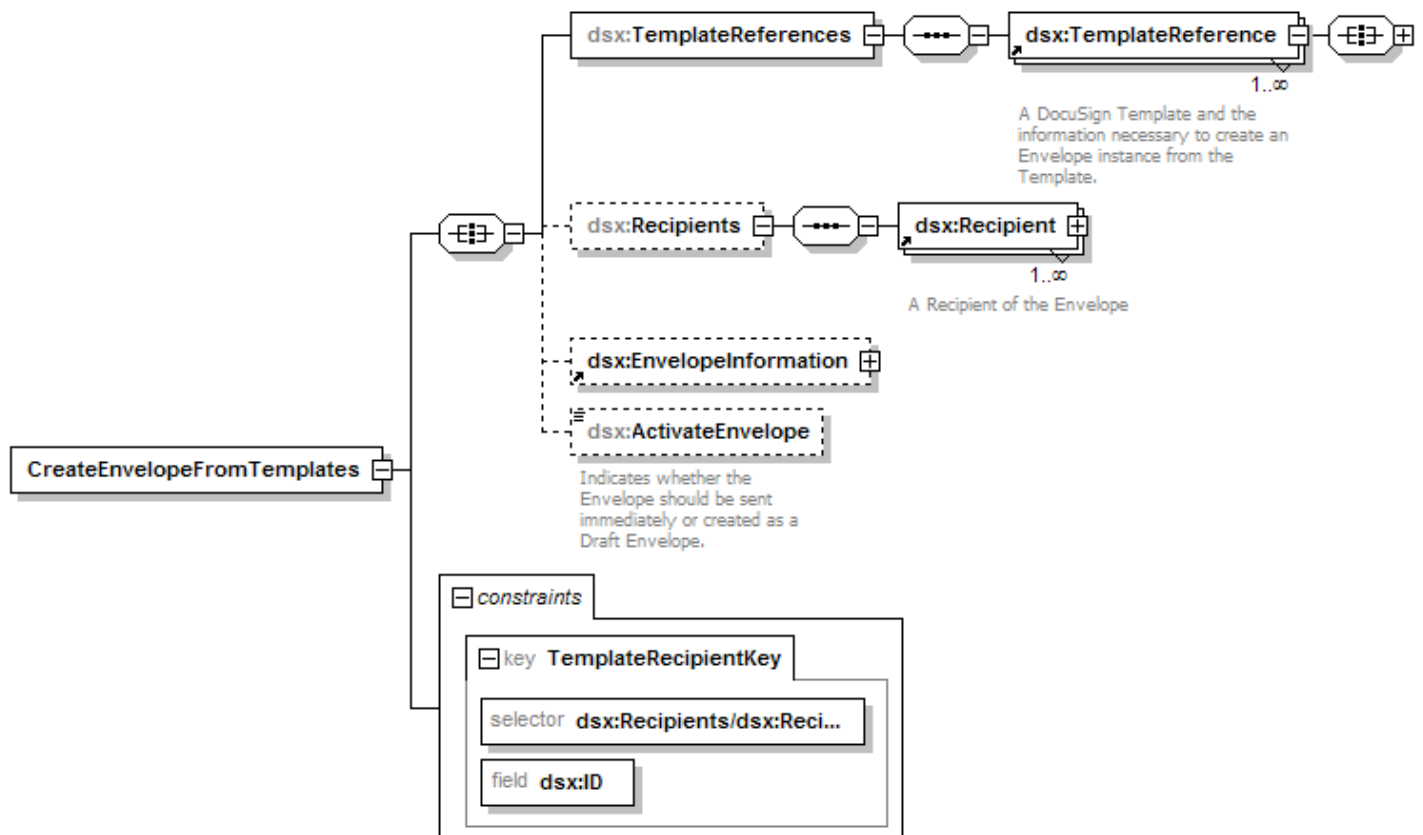 dsx:TemplateReferences
dsx:TemplateReference
1..∞
A DocuSign Template and the
information necessary to create an
Envelope instance from the
Template.
dsx:Recipients
dsx:Recipient
1..∞
A Recipient of the Envelope
dsx:EnvelopeInformation
dsx:ActivateEnvelope
Indicates whether the
Envelope should be sent
immediately or created as a
Draft Envelope.
CreateEnvelopeFromTemplates
constraints
key TemplateRecipientKey
selector dsx:Recipients/dsx:Reci...
field dsx:ID